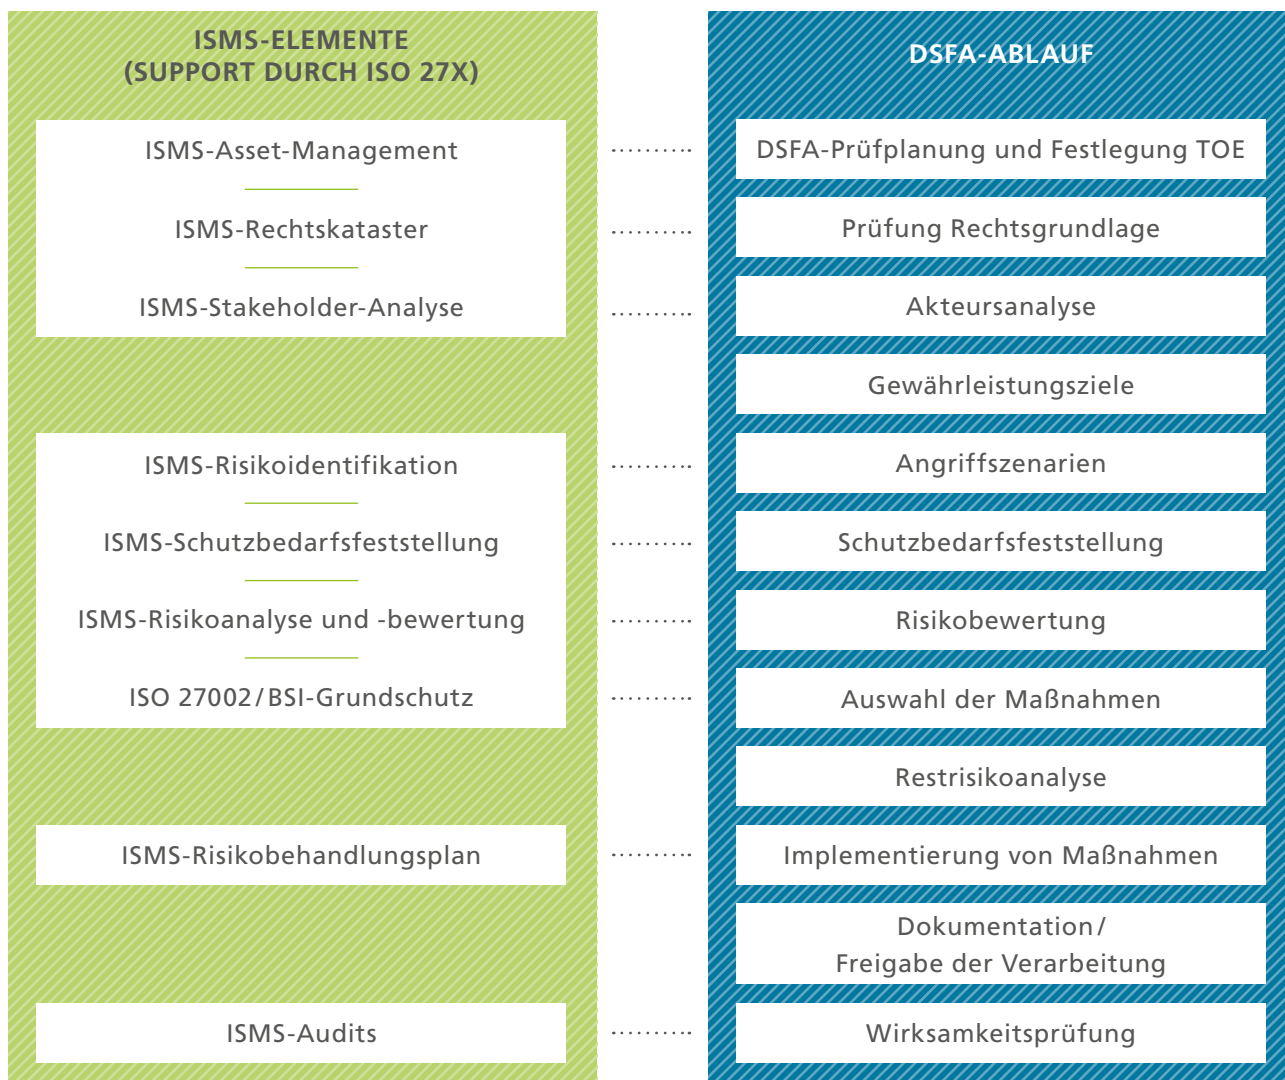 ISMS-ELEMENTE
(SUPPORT DURCH ISO 27X)
ISMS-Asset-Management
ISMS-Rechtskataster
ISMS-Stakeholder-Analyse
ISMS-Risikoidentifikation
ISMS-Schutzbedarfsfeststellung
ISMS-Risikoanalyse und -bewertung
ISO 27002/BSI-Grundschutz
ISMS-Risikobehandlungsplan
ISMS-Audits
DSFA-ABLAUF
DSFA-Prüfplanung und Festlegung TOE
Prüfung Rechtsgrundlage
Akteursanalyse
Gewährleistungsziele
Angriffszenarien
Schutzbedarfsfeststellung
Risikobewertung
Auswahl der Maßnahmen
Restrisikoanalyse
Implementierung von Maßnahmen
Dokumentation/
Freigabe der Verarbeitung
Wirksamkeitsprüfung